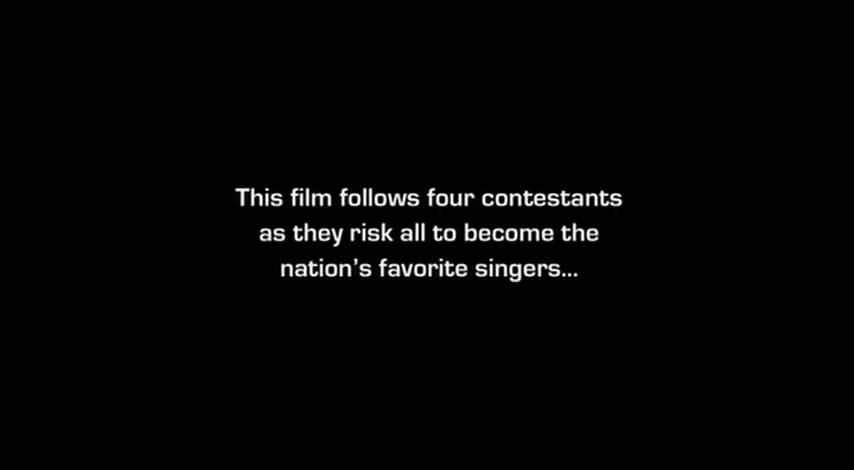 This film follows four contestants
as they risk all to become the
nation's favorite singers...